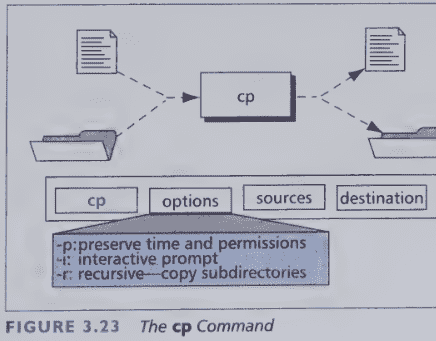 cp
cp options sources destination
-p:preserve time and permissions
-i: interactive prompt
-r: recursive—copy subdirectories
FIGURE 3.23 The cp Command